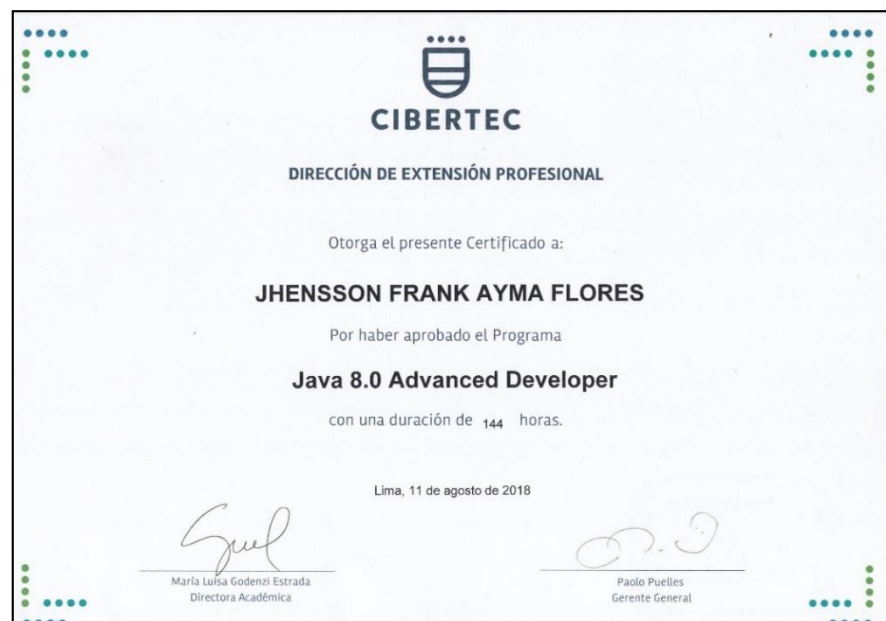 CIBERTEC
DIRECCIÓN DE EXTENSIÓN PROFESIONAL
Otorga el presente Certificado a:
JHENSSON FRANK AYMA FLORES
Por haber aprobado el Programa
Java 8.0 Advanced Developer
con una duración de 144 horas.
Lima, 11 de agosto de 2018
María Luisa Godenzi Estrada
Directora Académica
Paolo Puelles
Gerente General